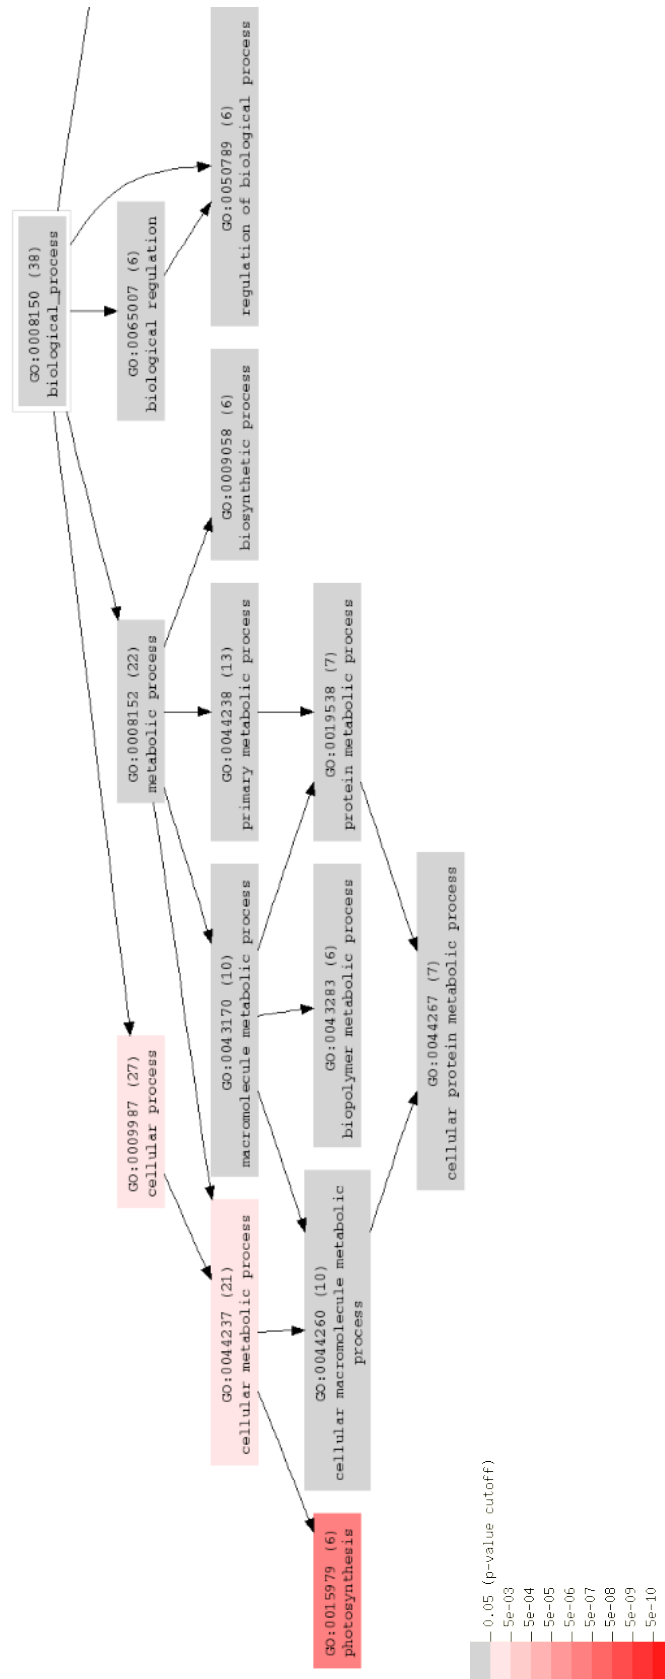 GO:0008150 (38)
biological_process
GO:0009987 (27)
cellular process
GO:0008152 (22)
metabolic process
GO:0065007 (6)
biological regulation
GO:0044237 (21)
cellular metabolic process
GO:0043170 (10)
macromolecule metabolic process
GO:0044238 (13)
primary metabolic process
GO:0009058 (6)
biosynthetic process
GO:0050789 (6)
regulation of biological process
GO:0015979 (6)
photosynthesis
GO:0044260 (10)
cellular macromolecule metabolic
process
GO:0043283 (6)
biopolymer metabolic process
GO:0019538 (7)
protein metabolic process
GO:0044267 (7)
cellular protein metabolic process
0.05 (p-value cutoff)
5e-03
5e-04
5e-05
5e-06
5e-07
5e-08
5e-09
5e-10